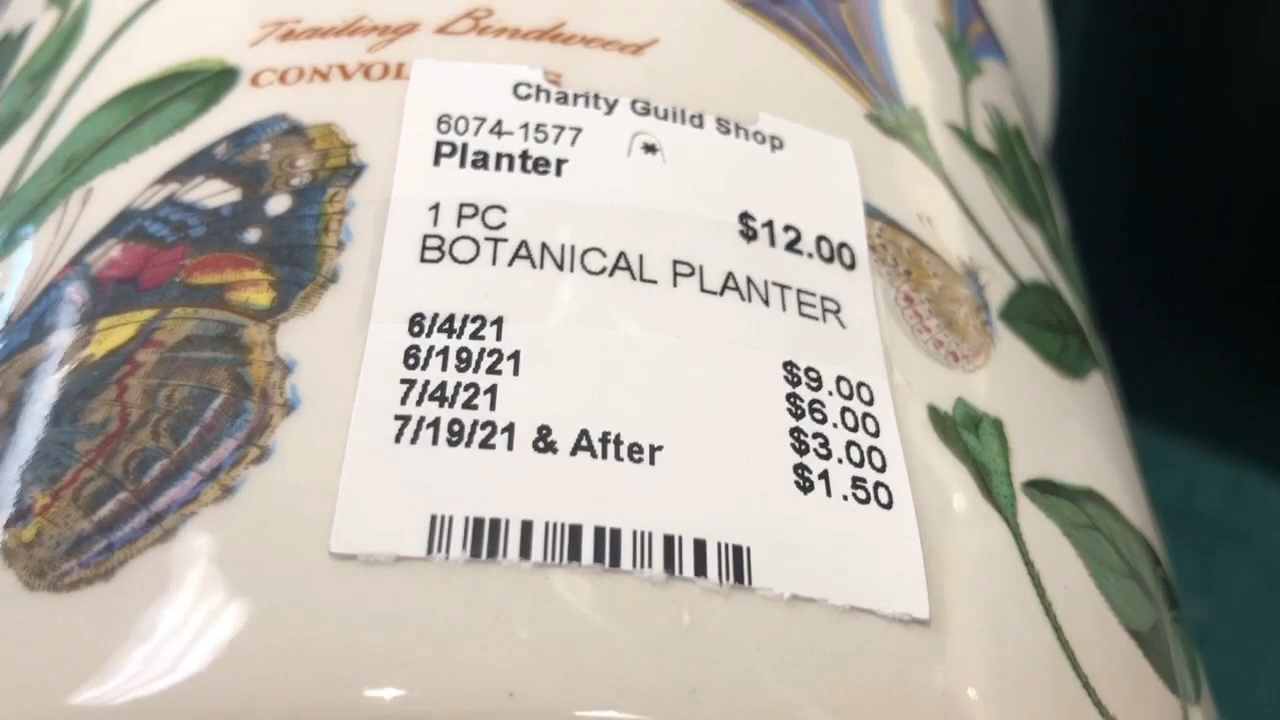 Trailing Bindweed
CONVOL
Charity Guild Shop
6074-1577
*
Planter
1 PC $12.00
BOTANICAL PLANTER
6/4/21 $9.00
6/19/21 $6.00
7/4/21 $3.00
7/19/21 & After $1.50